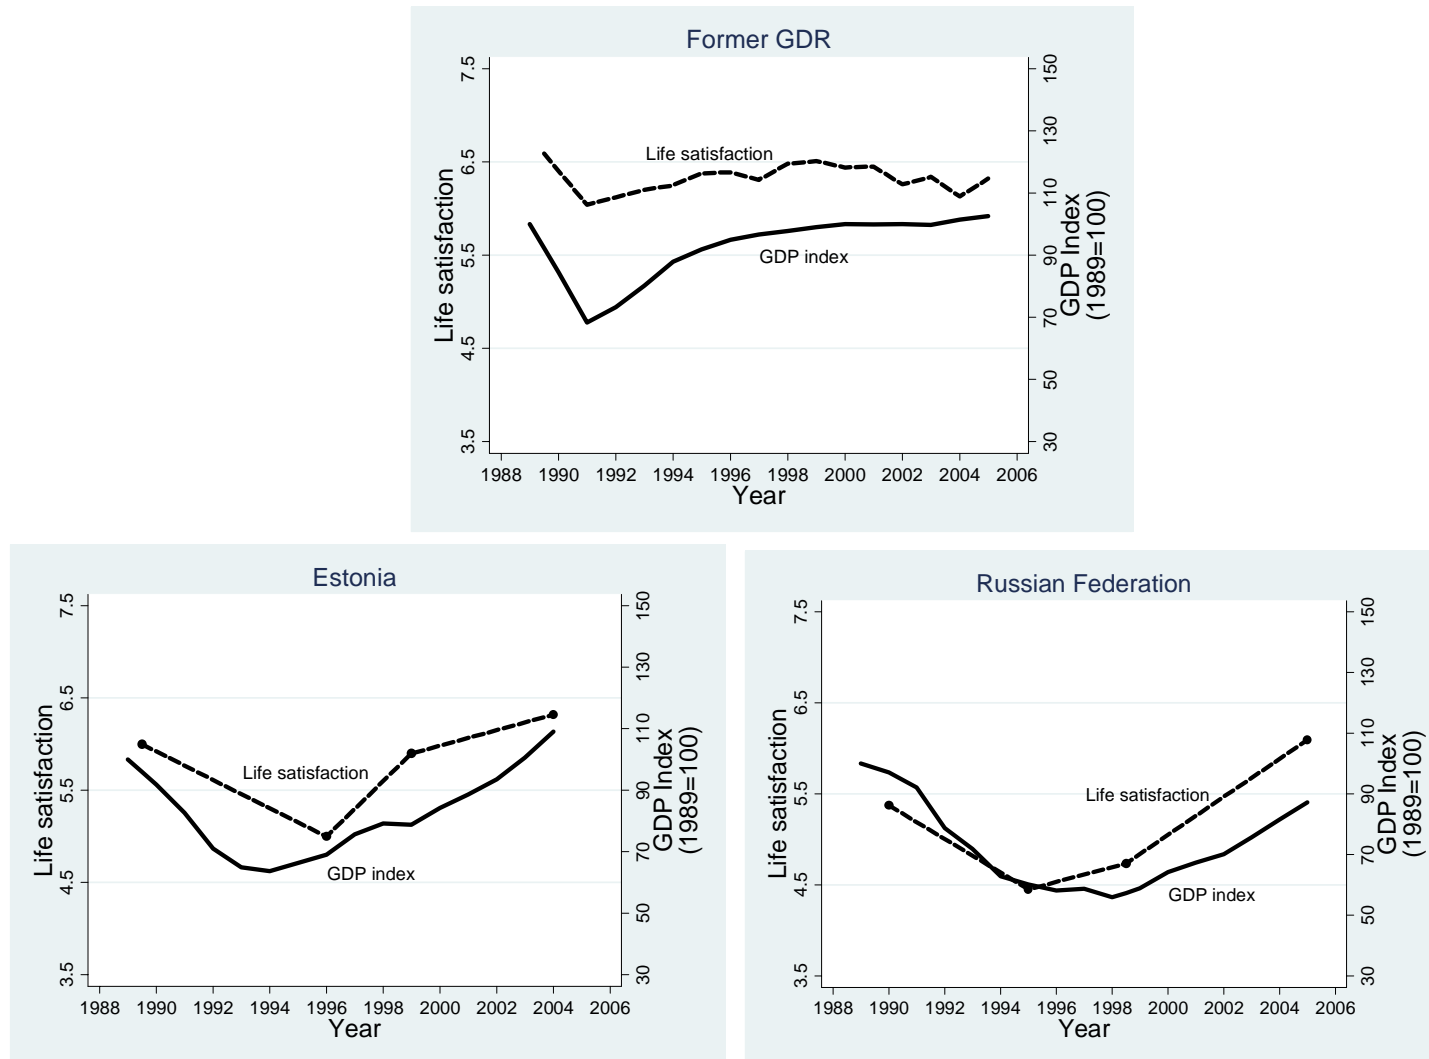 Former GDR
7.5
6.5
5.5
4.5
3.5
Life satisfaction
150
130
110
90
70
50
30
GDP Index
(1989=100)
Life satisfaction
GDP index
1988 1990 1992 1994 1996 1998 2000 2002 2004 2006
Year
Estonia
7.5
6.5
5.5
4.5
3.5
Life satisfaction
150
130
110
90
70
50
30
GDP Index
(1989=100)
Life satisfaction
GDP index
1988 1990 1992 1994 1996 1998 2000 2002 2004 2006
Year
Russian Federation
7.5
6.5
5.5
4.5
3.5
Life satisfaction
150
130
110
90
70
50
30
GDP Index
(1989=100)
Life satisfaction
GDP index
1988 1990 1992 1994 1996 1998 2000 2002 2004 2006
Year